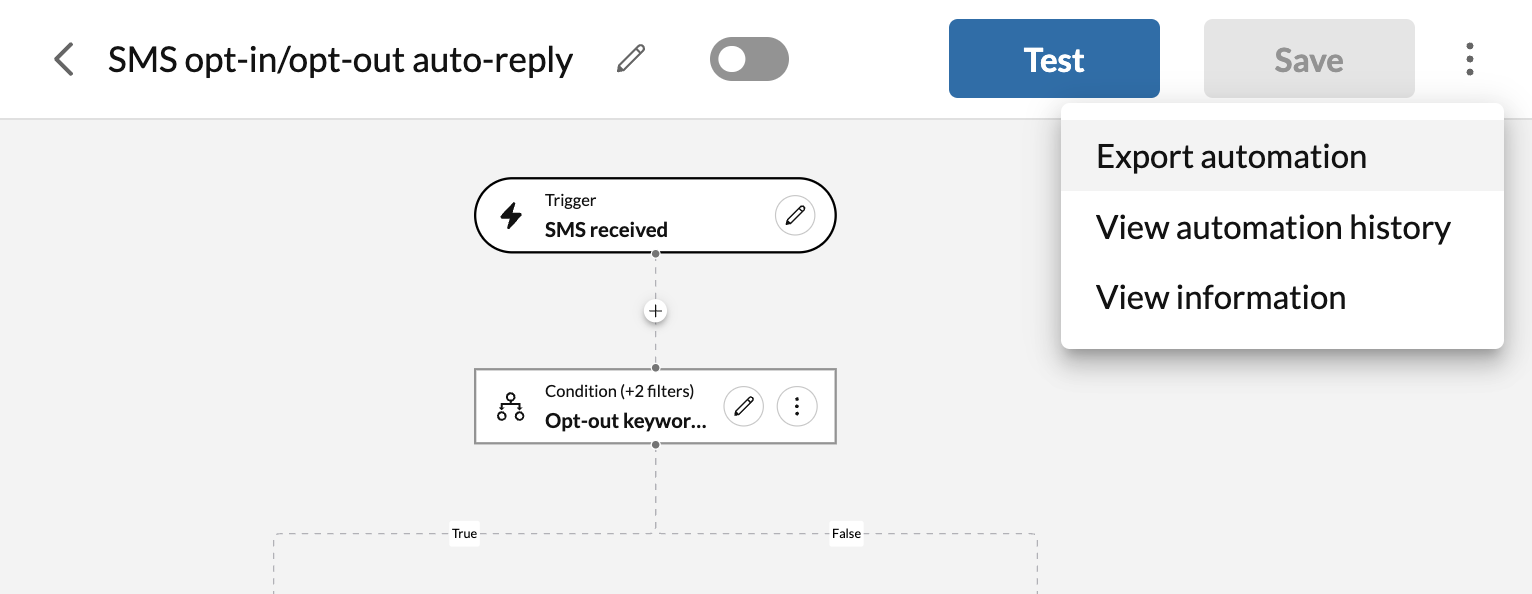 SMS opt-in/opt-out auto-reply
Test
Save
Export automation
View automation history
View information
Trigger
SMS received
Condition (+2 filters)
Opt-out keywor...
True
False